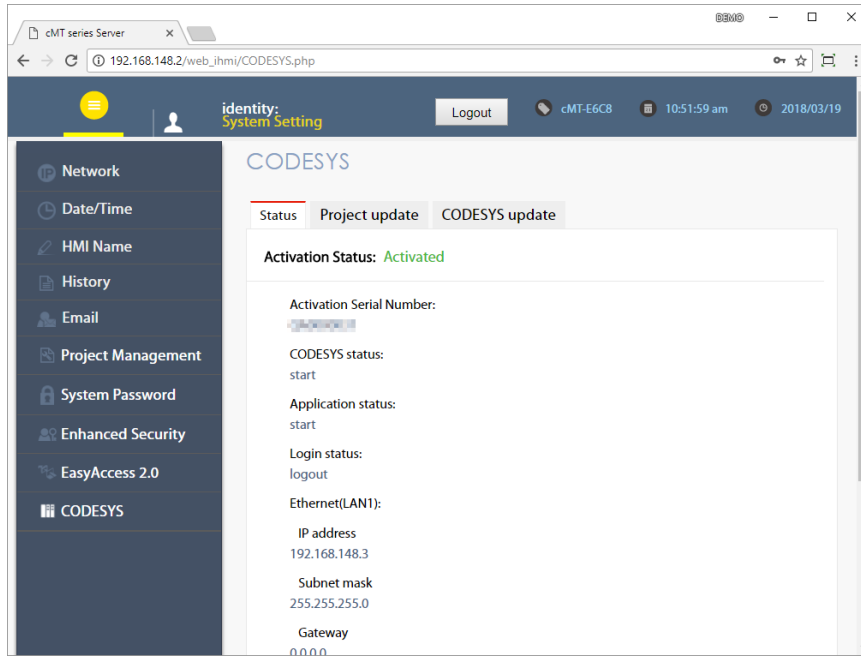 DEMO
cMT series Server
192.168.148.2/web_ihmi/CODESYS.php
identity:
System Setting
Logout
cMT-E6C8
10:51:59 am
2018/03/19
Network
Date/Time
HMI Name
History
Email
Project Management
System Password
Enhanced Security
EasyAccess 2.0
CODESYS
CODESYS
Status Project update CODESYS update
Activation Status: Activated
Activation Serial Number:
CODESYS status:
start
Application status:
start
Login status:
logout
Ethernet(LAN1):
IP address
192.168.148.3
Subnet mask
255.255.255.0
Gateway
0.0.0.0